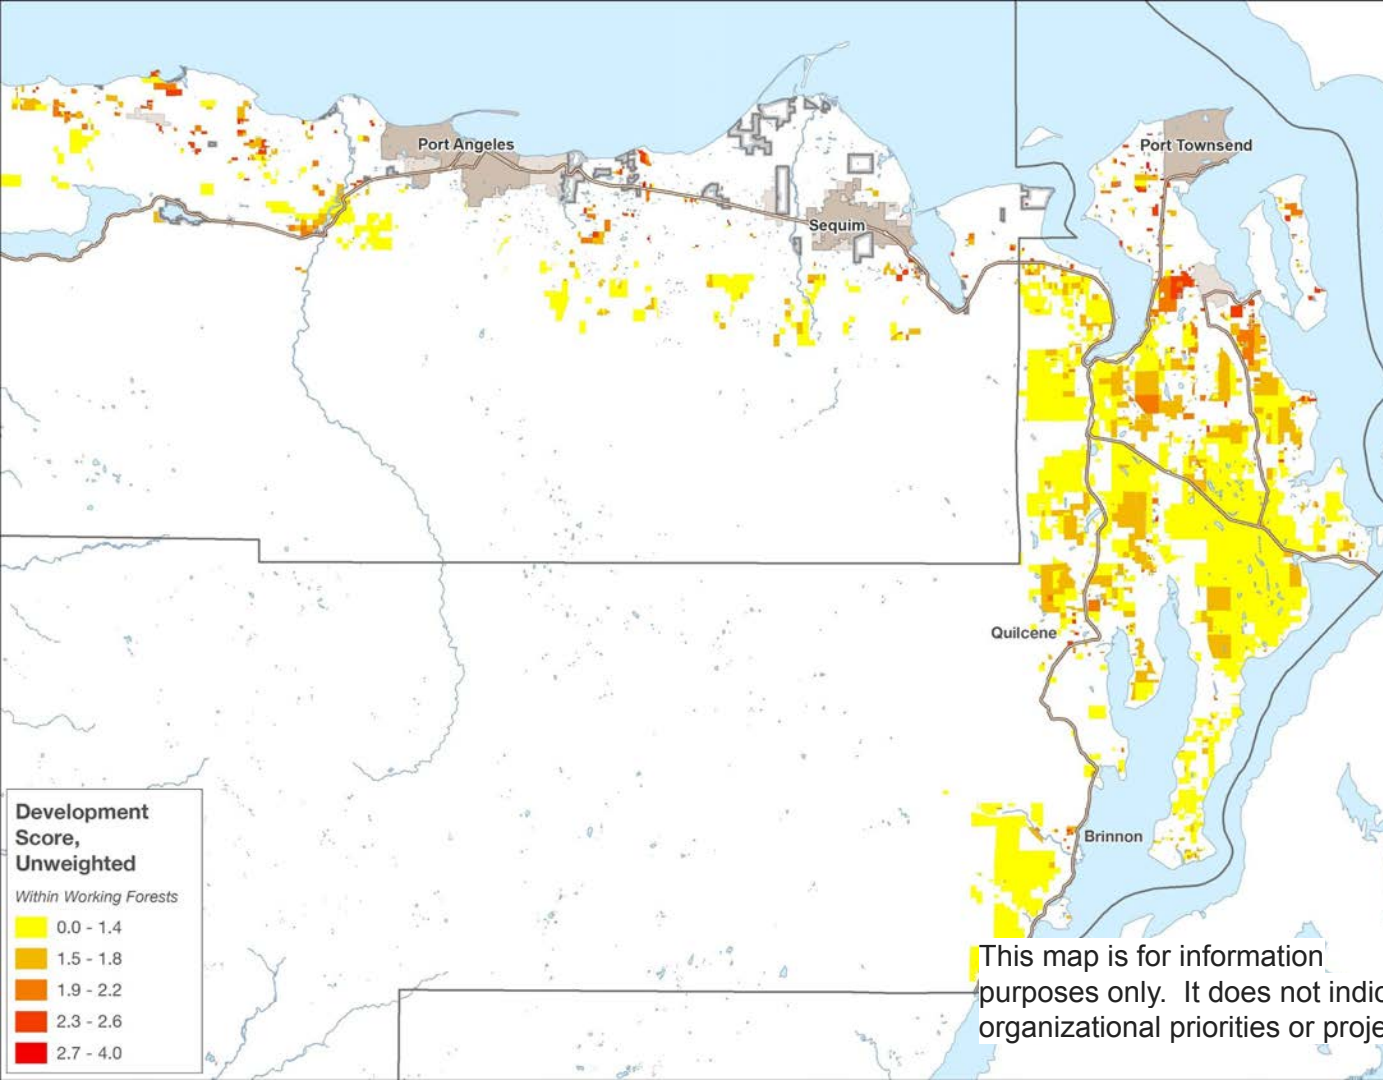 Port Angeles
Port Townsend
Sequim
Quilcene
Brinnon
Development
Score,
Unweighted
Within Working Forests
0.0 - 1.4
1.5 - 1.8
1.9 - 2.2
2.3 - 2.6
2.7 - 4.0
This map is for information
purposes only. It does not indic
organizational priorities or proje